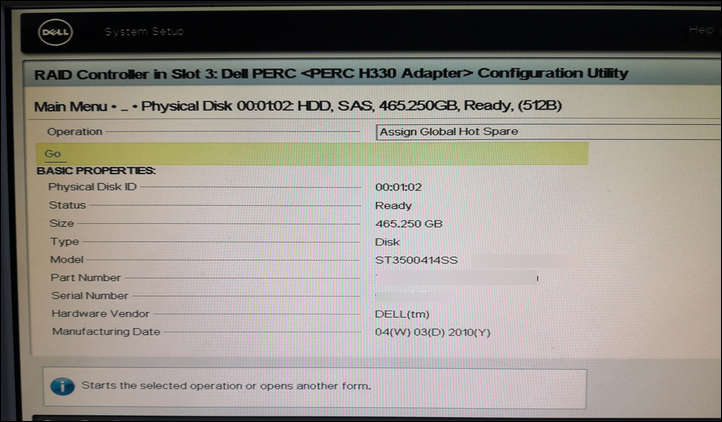 DELL System Setup Help
RAID Controller in Slot 3: Dell PERC <PERC H330 Adapter> Configuration Utility
Main Menu • ... • Physical Disk 00:01:02: HDD, SAS, 465.250GB, Ready, (512B)
Operation Assign Global Hot Spare
Go
BASIC PROPERTIES:
Physical Disk ID 00:01:02
Status Ready
Size 465.250 GB
Type Disk
Model ST3500414SS
Part Number
Serial Number
Hardware Vendor DELL(tm)
Manufacturing Date 04(W) 03(D) 2010(Y)
Starts the selected operation or opens another form.